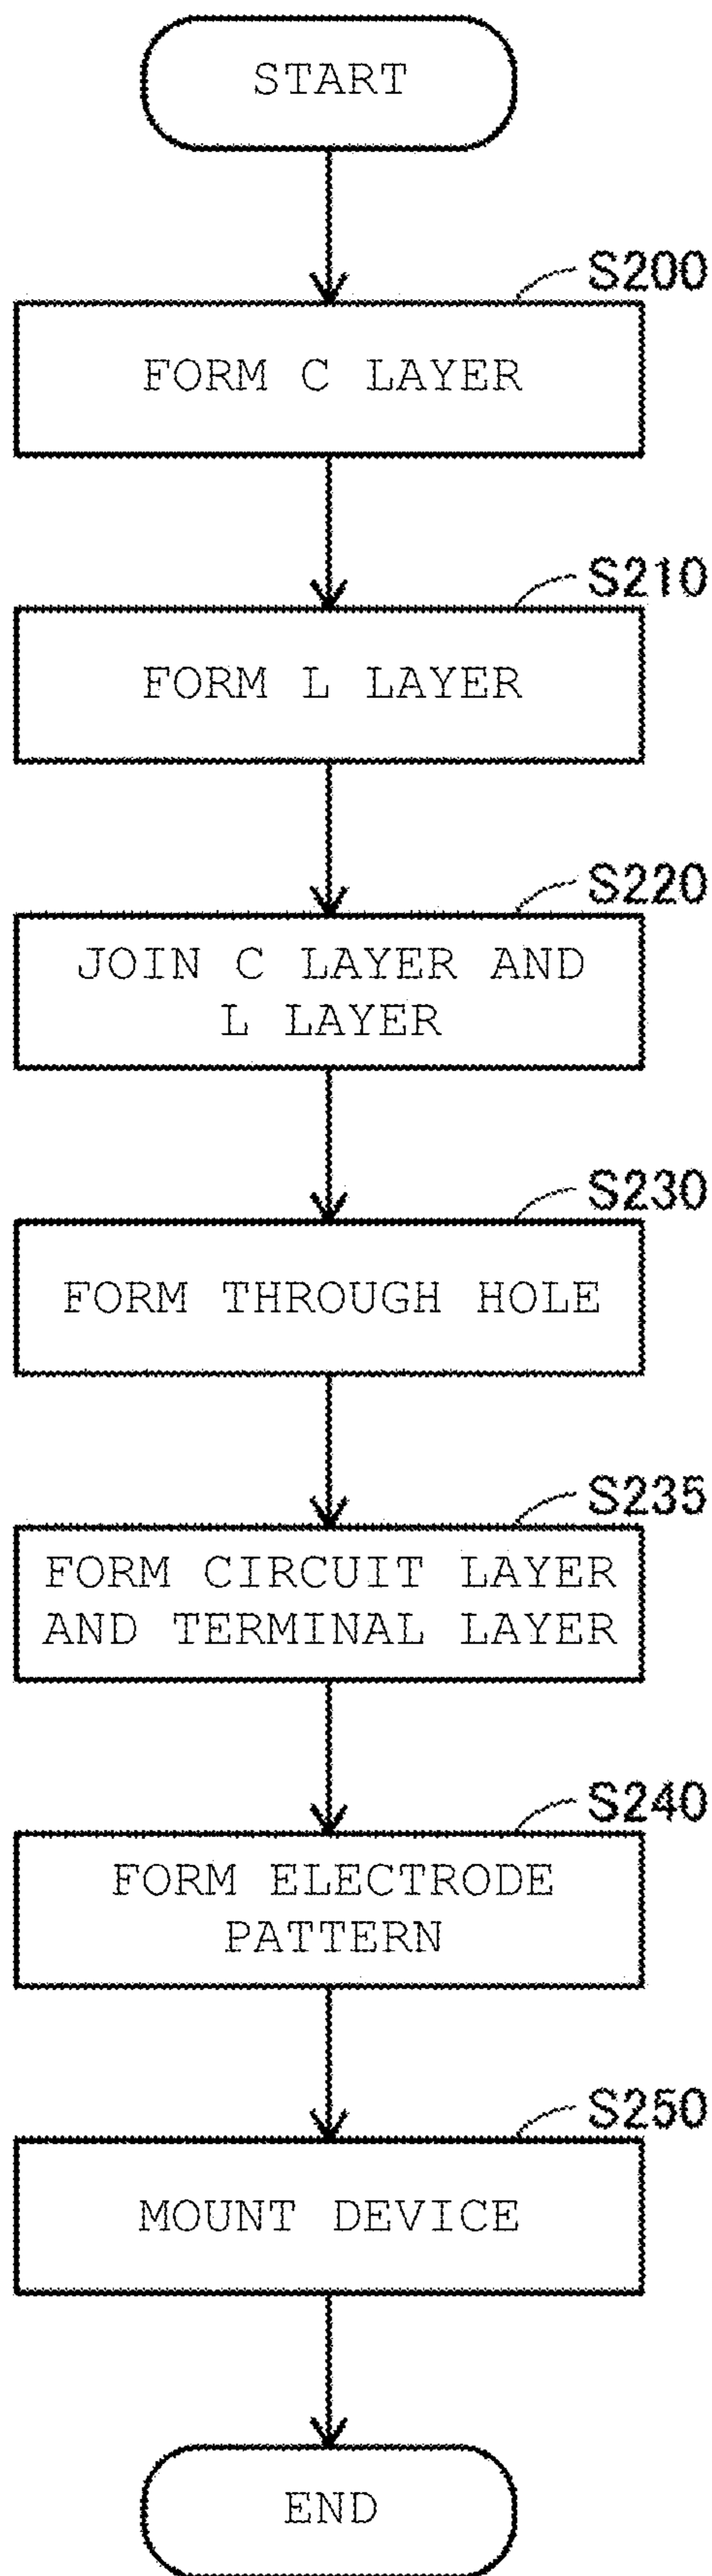 START
S200
FORM C LAYER
S210
FORM L LAYER
S220
JOIN C LAYER AND
L LAYER
S230
FORM THROUGH HOLE
S235
FORM CIRCUIT LAYER
AND TERMINAL LAYER
S240
FORM ELECTRODE
PATTERN
S250
MOUNT DEVICE
END